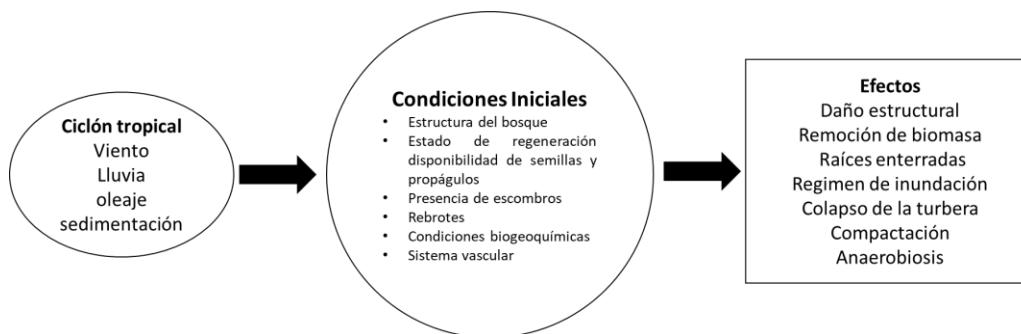 Ciclón tropical
Viento
Lluvia
oleaje
sedimentación
Condiciones Iniciales
• Estructura del bosque
• Estado de regeneración
disponibilidad de semillas y
propágulos
• Presencia de escombros
• Rebrotes
• Condiciones biogeoquímicas
• Sistema vascular
Efectos
Daño estructural
Remoción de biomasa
Raíces enterradas
Regimen de inundación
Colapso de la turbera
Compactación
Anaerobiosis